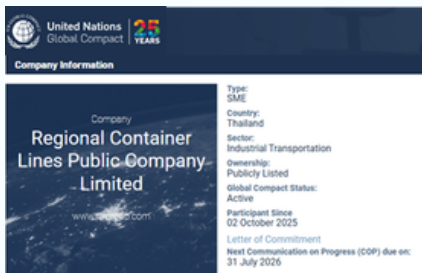 United Nations
Global Compact
25
YEARS
Company Information
Company
Regional Container
Lines Public Company
Limited
Type:
SME
Country:
Thailand
Sector:
Industrial Transportation
Ownership:
Publicly Listed
Global Compact Status:
Active
Participant Since
02 October 2025
Letter of Commitment
Next Communication on Progress (COP) due on:
31 July 2026